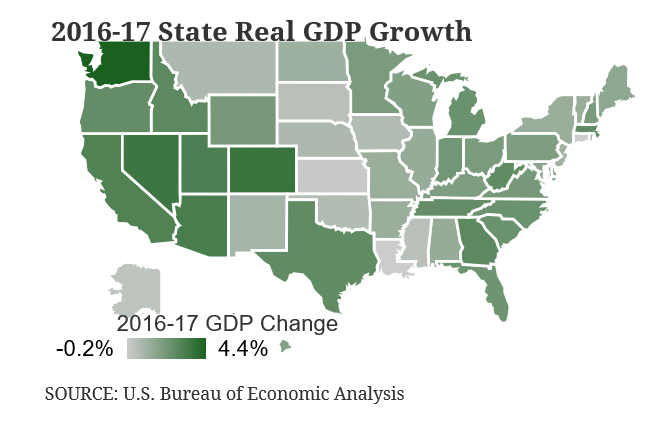 2016-17 State Real GDP Growth
2016-17 GDP Change
-0.2% 4.4%
SOURCE: U.S. Bureau of Economic Analysis